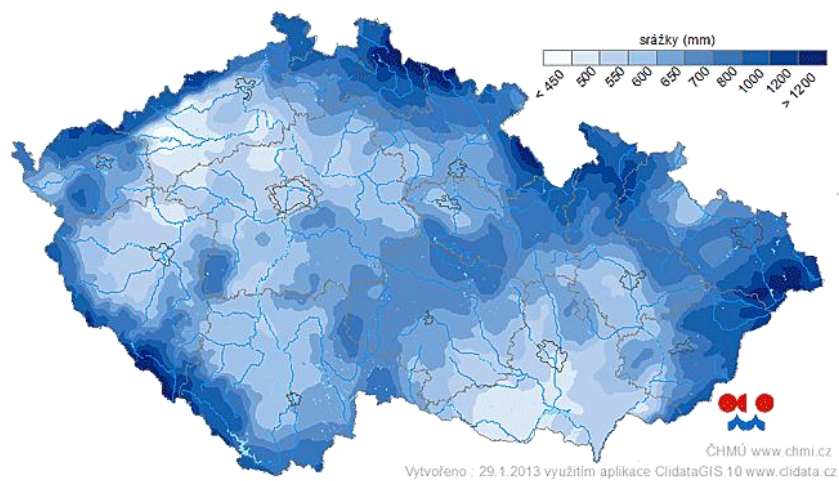 srážky (mm)
< 450 500 550 600 650 700 800 1000 1200 > 1200
ČHMÚ www.chmi.cz
Vytvořeno : 29.1.2013 využitím aplikace ClidataGIS 10 www.clidata.cz